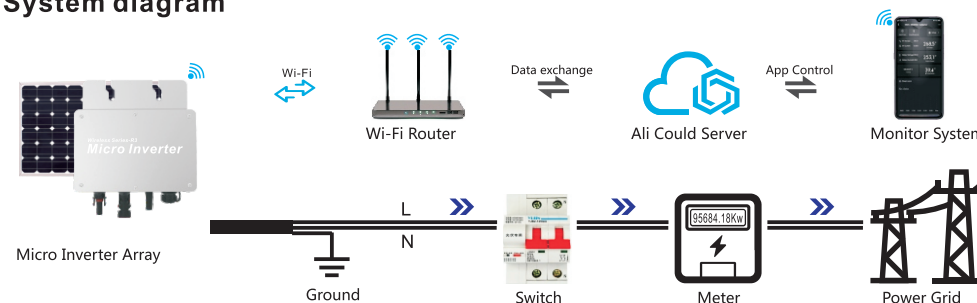 System diagram
Wi-Fi
Data exchange
App Control
Wi-Fi Router
Ali Could Server
Monitor System
Micro Inverter
L
N
95684.18Kw
Micro Inverter Array
Ground
Switch
Meter
Power Grid